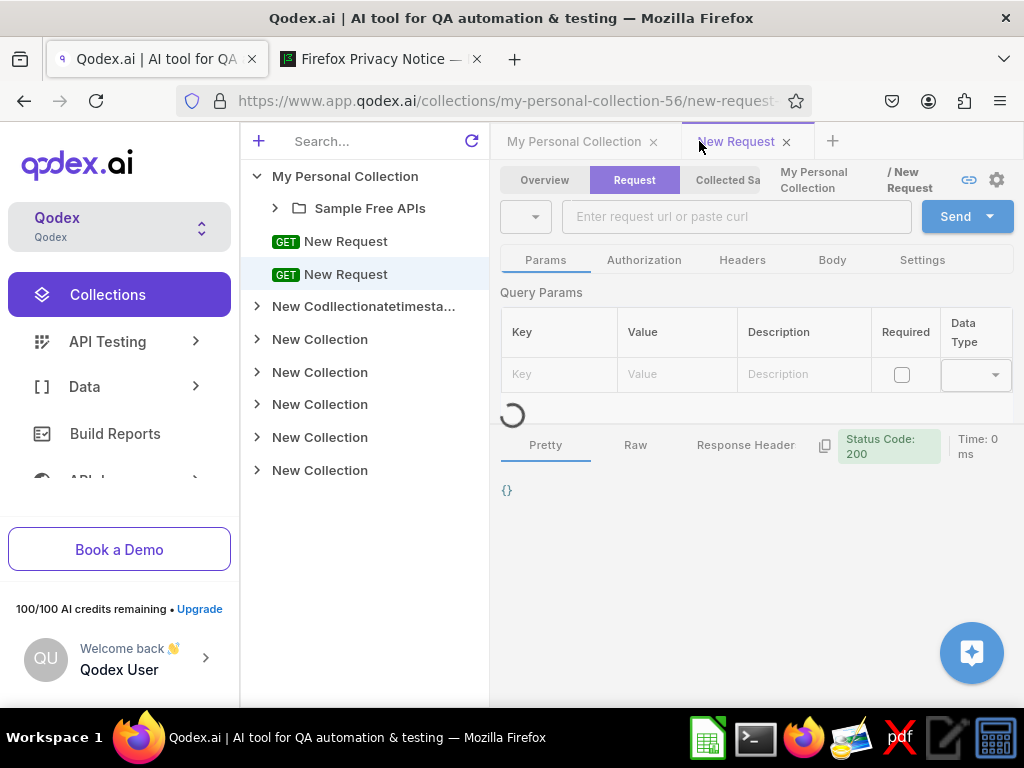 Qodex.ai | AI tool for QA automation & testing — Mozilla Firefox
Qodex.ai | AI tool for QA
Firefox Privacy Notice —
https://www.app.qodex.ai/collections/my-personal-collection-56/new-request-
qodex.ai
Qodex
Qodex
Collections
API Testing
Data
Build Reports
Book a Demo
100/100 AI credits remaining • Upgrade
QU
Welcome back 👋
Qodex User
Search...
My Personal Collection
Sample Free APIs
GET New Request
GET New Request
New Codllectionatetimesta...
New Collection
New Collection
New Collection
New Collection
New Collection
My Personal Collection
New Request
Overview
Request
Collected Sa
My Personal
Collection
/ New
Request
Enter request url or paste curl
Send
Params
Authorization
Headers
Body
Settings
Query Params
Key
Value
Description
Required
Data
Type
Key
Value
Description
Pretty
Raw
Response Header
Status Code:
200
Time: 0
ms
{}
Workspace 1
Qodex.ai | AI tool for QA automation & testing — Mozilla Firefox
pdf